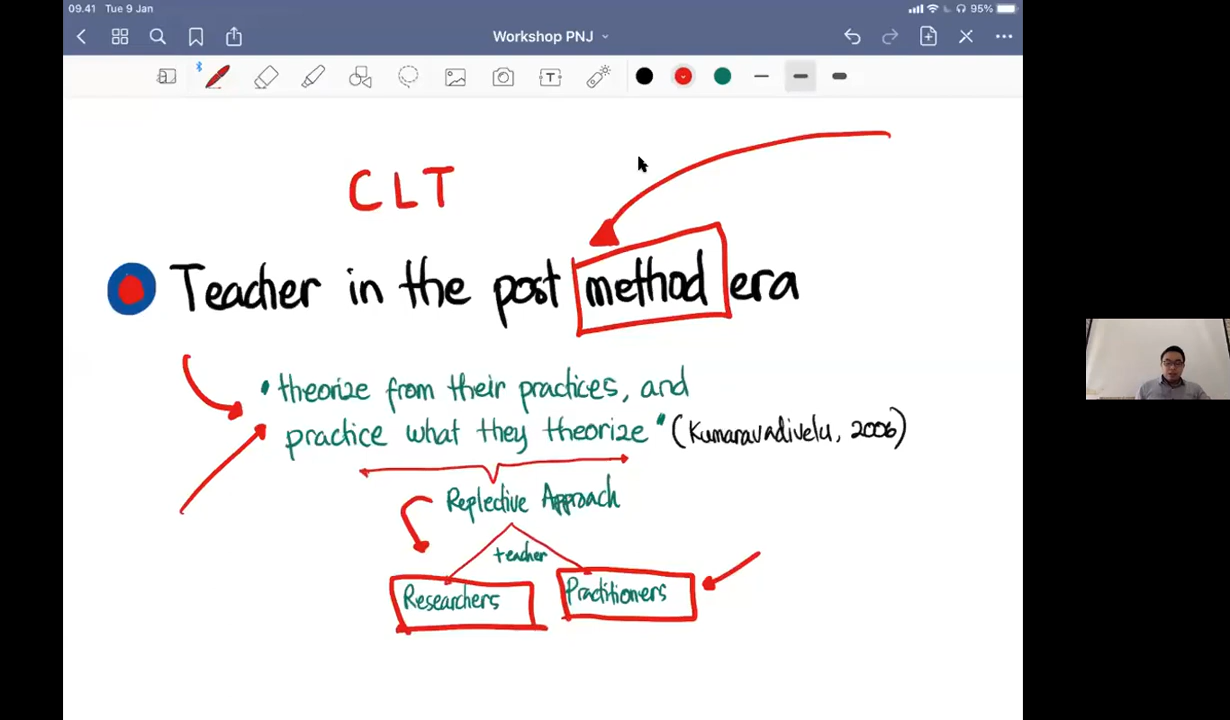 09.41 Tue 9 Jan
95%
Workshop PNJ
T
CLT
Teacher in the post method era
"theorize from their practices, and
practice what they theorize" (Kumaravadivelu, 2006)
Replective Approach
teacher
Researchers
Practitioners